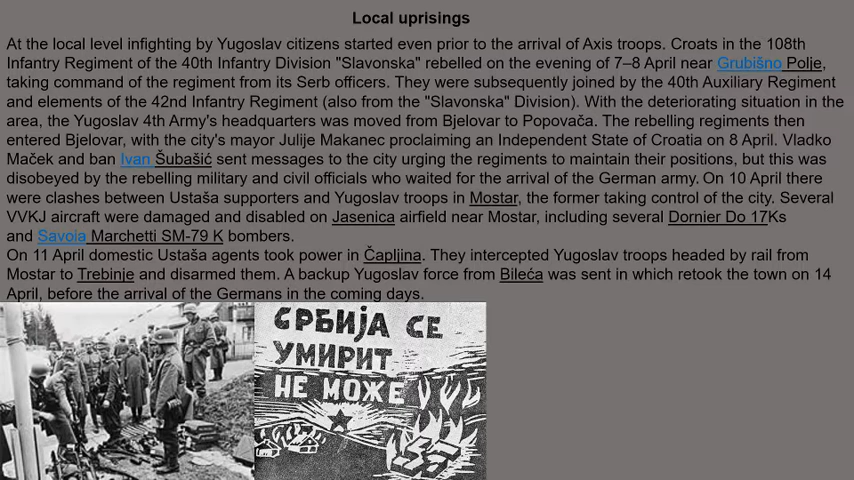 Local uprisings
At the local level infighting by Yugoslav citizens started even prior to the arrival of Axis troops. Croats in the 108th
Infantry Regiment of the 40th Infantry Division "Slavonska" rebelled on the evening of 7–8 April near Grubišno Polje,
taking command of the regiment from its Serb officers. They were subsequently joined by the 40th Auxiliary Regiment
and elements of the 42nd Infantry Regiment (also from the "Slavonska" Division). With the deteriorating situation in the
area, the Yugoslav 4th Army's headquarters was moved from Bjelovar to Popovača. The rebelling regiments then
entered Bjelovar, with the city's mayor Julije Makanec proclaiming an Independent State of Croatia on 8 April. Vladko
Maček and ban Ivan Šubašić sent messages to the city urging the regiments to maintain their positions, but this was
disobeyed by the rebelling military and civil officials who waited for the arrival of the German army. On 10 April there
were clashes between Ustaša supporters and Yugoslav troops in Mostar, the former taking control of the city. Several
VVKJ aircraft were damaged and disabled on Jasenica airfield near Mostar, including several Dornier Do 17Ks
and Savoia Marchetti SM-79 K bombers.
On 11 April domestic Ustaša agents took power in Čapljina. They intercepted Yugoslav troops headed by rail from
Mostar to Trebinje and disarmed them. A backup Yugoslav force from Bileća was sent in which retook the town on 14
April, before the arrival of the Germans in the coming days.
СРБИЈА СЕ
УМИРИТ
НЕ МОЖЕ